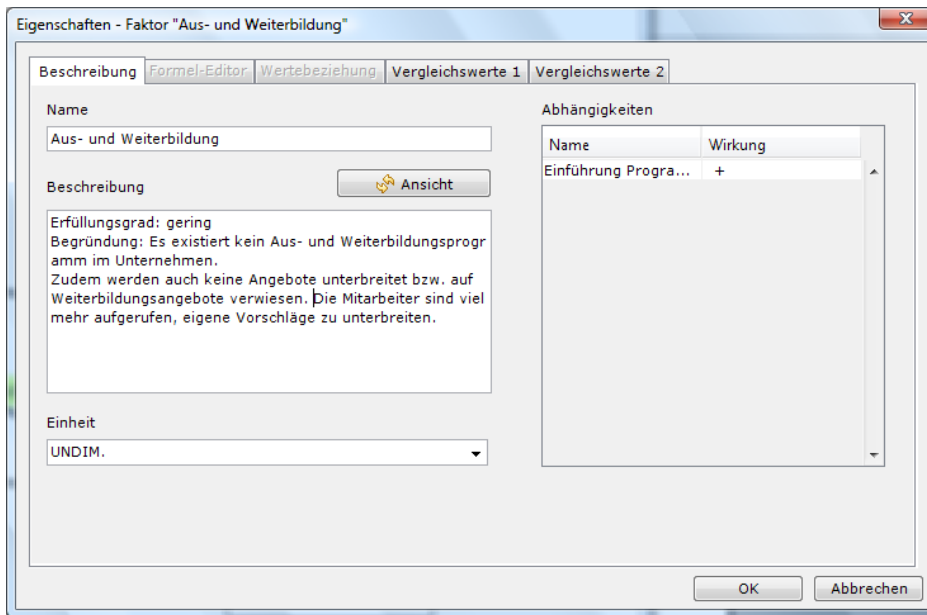 Eigenschaften - Faktor "Aus- und Weiterbildung"
Beschreibung Formel-Editor Wertebeziehung Vergleichswerte 1 Vergleichswerte 2
Name
Aus- und Weiterbildung
Beschreibung
Ansicht
Erfüllungsgrad: gering
Begründung: Es existiert kein Aus- und Weiterbildungsprogr
amm im Unternehmen.
Zudem werden auch keine Angebote unterbreitet bzw. auf
Weiterbildungsangebote verwiesen. Die Mitarbeiter sind viel
mehr aufgerufen, eigene Vorschläge zu unterbreiten.
Einheit
UNDIM.
Abhängigkeiten
Name Wirkung
Einführung Progra... +
OK Abbrechen